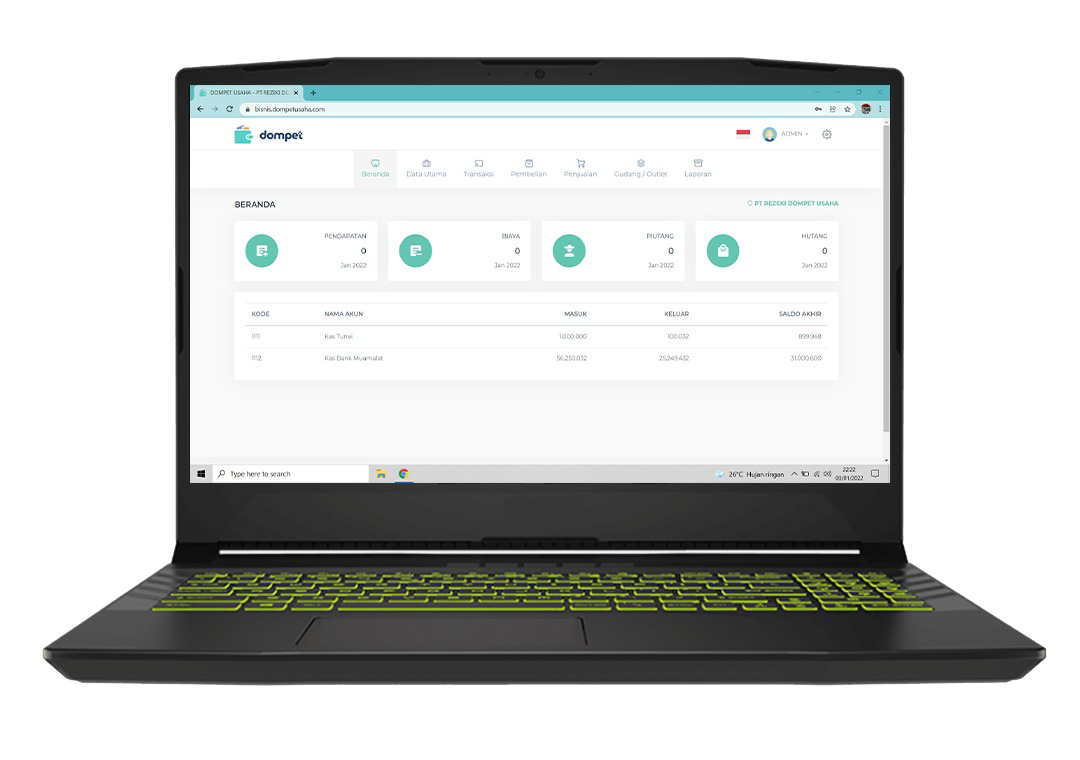 DOMPET USAHA - PT REZEKI DO
bisnis.dompetusaha.com
dompet
ADMIN
Beranda
Data Utama
Transaksi
Pembelian
Penjualan
Gudang / Outlet
Laporan
BERANDA
PT REZEKI DOMPET USAHA
PENDAPATAN
0
Jan 2022
BIAYA
0
Jan 2022
PIUTANG
0
Jan 2022
HUTANG
0
Jan 2022
KODE NAMA AKUN MASUK KELUAR SALDO AKHIR
1111 Kas Tunai 1.000.000 100.032 899.968
1112 Kas Bank Muamalat 56.250.032 25.249.432 31.000.600
Type here to search
26°C Hujan ringan
22:22